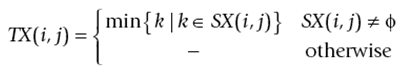 TX(i, j) = { min{k | k ∈ SX(i, j)} SX(i, j) ≠ ϕ
– otherwise